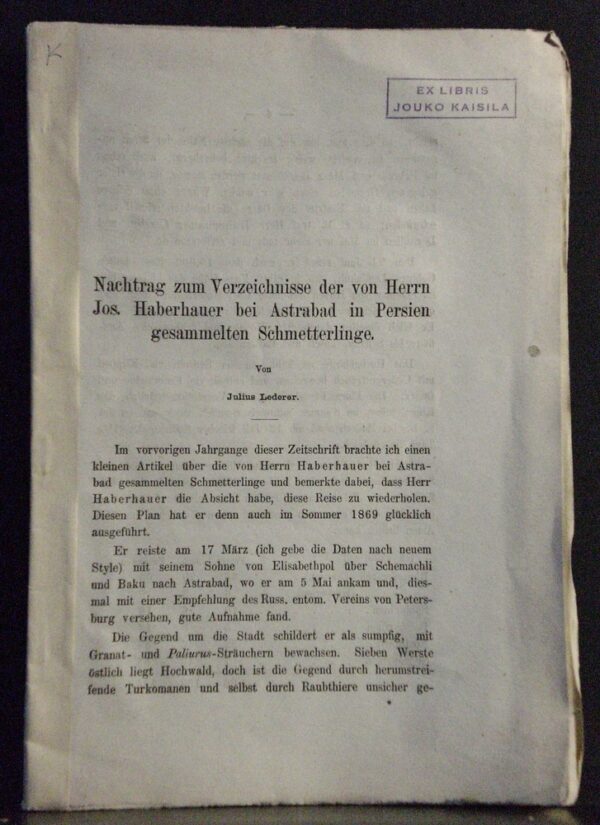 K
EX LIBRIS
JOUKO KAISILA
Nachtrag zum Verzeichnisse der von Herrn
Jos. Haberhauer bei Astrabad in Persien
gesammelten Schmetterlinge.
Von
Julius Lederer.
Im vorvorigen Jahrgange dieser Zeitschrift brachte ich einen
kleinen Artikel über die von Herrn Haberhauer bei Astra-
bad gesammelten Schmetterlinge und bemerkte dabei, dass Herr
Haberhauer die Absicht habe, diese Reise zu wiederholen.
Diesen Plan hat er denn auch im Sommer 1869 glücklich
ausgeführt.
Er reiste am 17 März (ich gebe die Daten nach neuem
Style) mit seinem Sohne von Elisabethpol über Schemachli
und Baku nach Astrabad, wo er am 5 Mai ankam und, dies-
mal mit einer Empfehlung des Russ. entom. Vereins von Peters-
burg versehen, gute Aufnahme fand.
Die Gegend um die Stadt schildert er als sumpfig, mit
Granat- und Paliurus-Sträuchern bewachsen. Sieben Werste
östlich liegt Hochwald, doch ist die Gegend durch herumstrei-
fende Turkomanen und selbst durch Raubthiere unsicher ge-